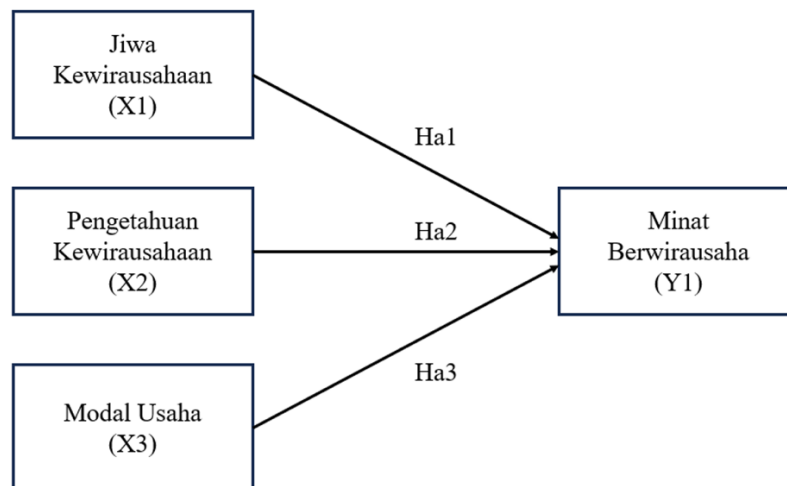 Jiwa
Kewirausahaan
(X1)
Ha1
Pengetahuan
Kewirausahaan
(X2)
Ha2
Minat
Berwirausaha
(Y1)
Ha3
Modal Usaha
(X3)